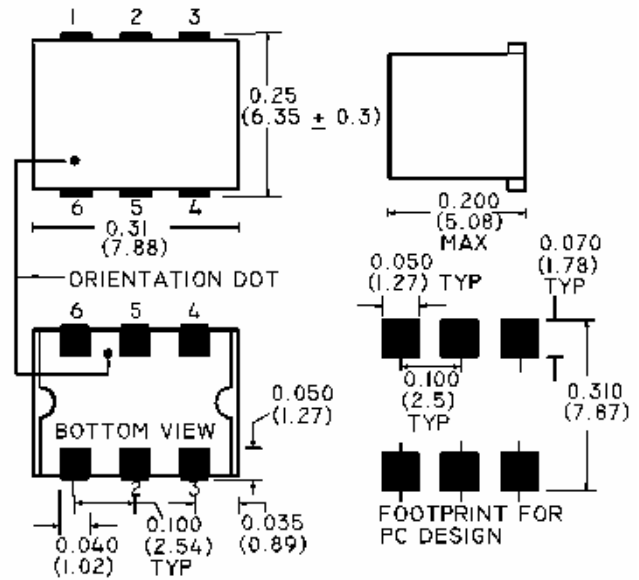 1 2 3
0.25
(6.35 ± 0.3)
6 5 4
0.31
(7.88)
0.200
(5.08)
MAX
ORIENTATION DOT
0.050
(1.27) TYP
0.070
(1.78)
TYP
6 5 4
0.100
(2.5)
TYP
0.310
(7.87)
0.050
(1.27)
BOTTOM VIEW
2 3
0.040
(1.02)
0.100
(2.54)
TYP
0.035
(0.89)
FOOTPRINT FOR
PC DESIGN